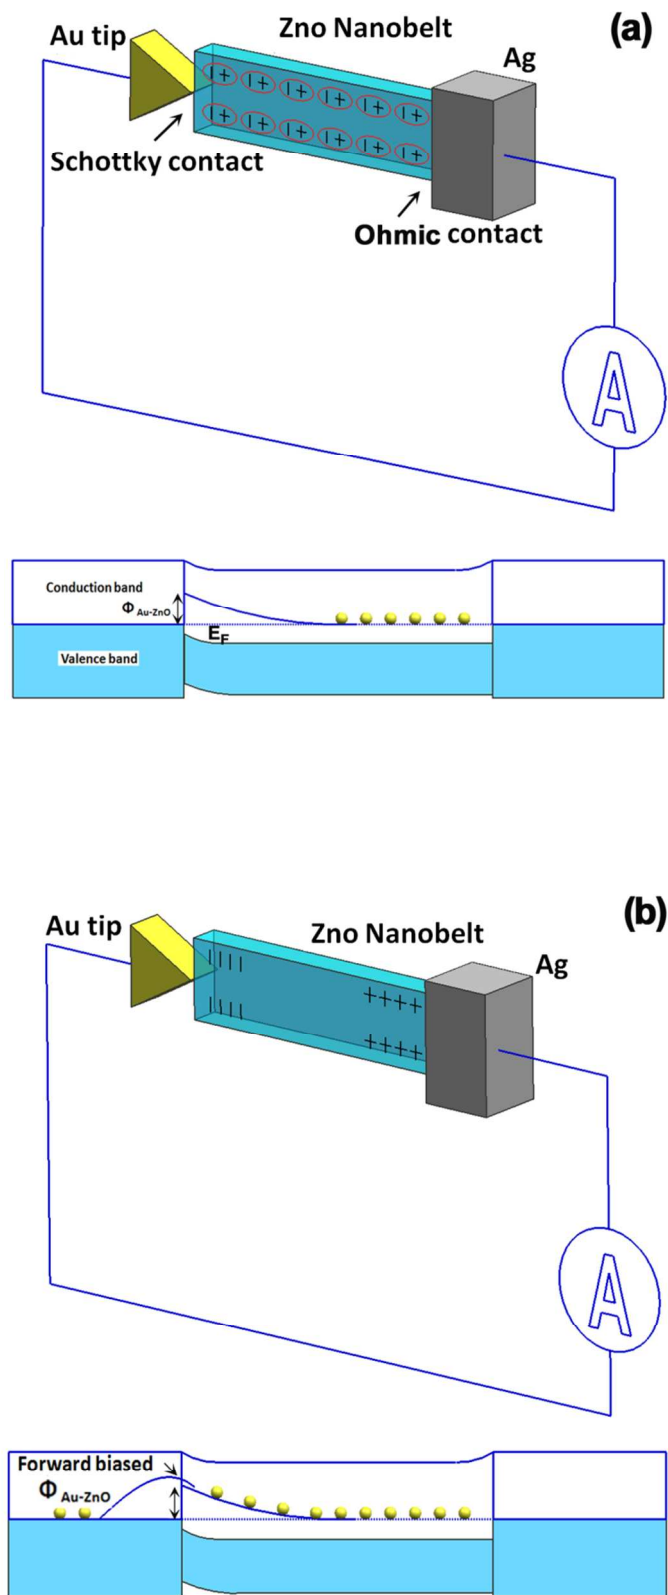 (a)
Zno Nanobelt
Au tip
Ag
I+ I+ I+ I+ I+ I+
I+ I+ I+ I+ I+ I+
Schottky contact
Ohmic contact
A
Conduction band
Φ Au-ZnO
EF
Valence band
(b)
Au tip
Zno Nanobelt
Ag
I I I I
++++
I I I I
++++
A
Forward biased
Φ Au-ZnO